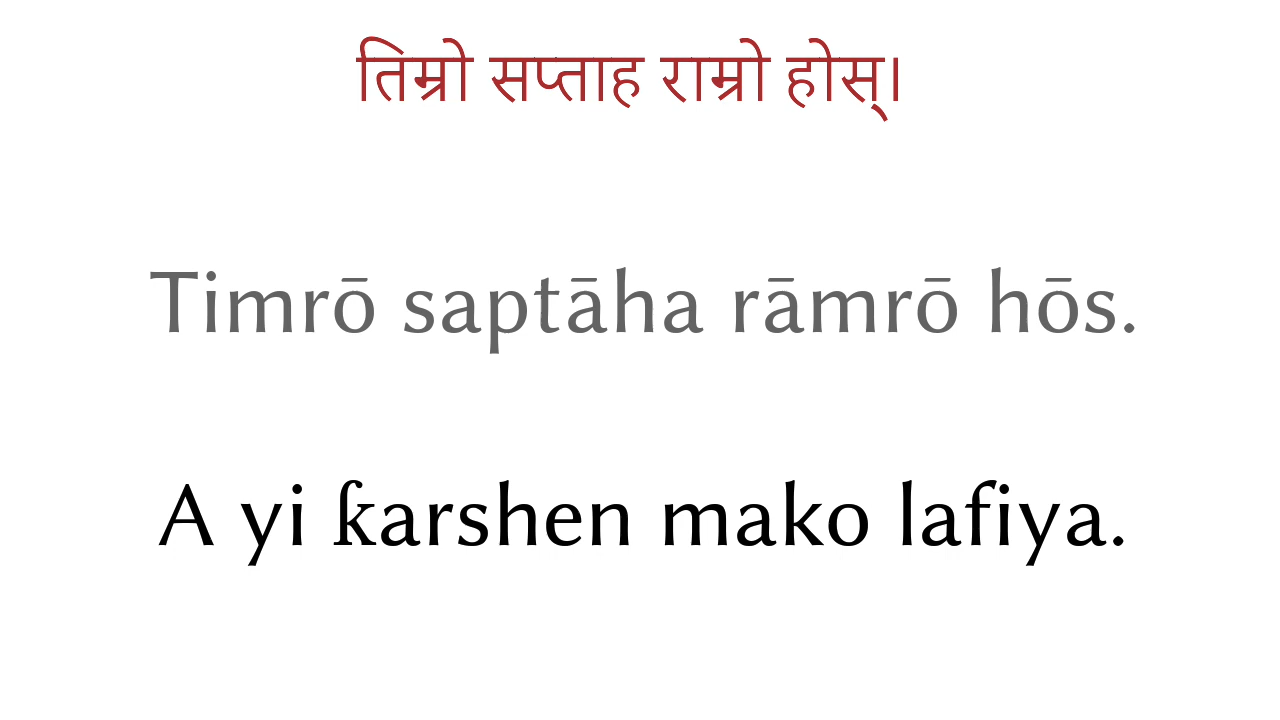 तिम्रो सप्ताह राम्रो होस्।
Timrō saptāha rāmrō hōs.
A yi ƙarshen mako lafiya.